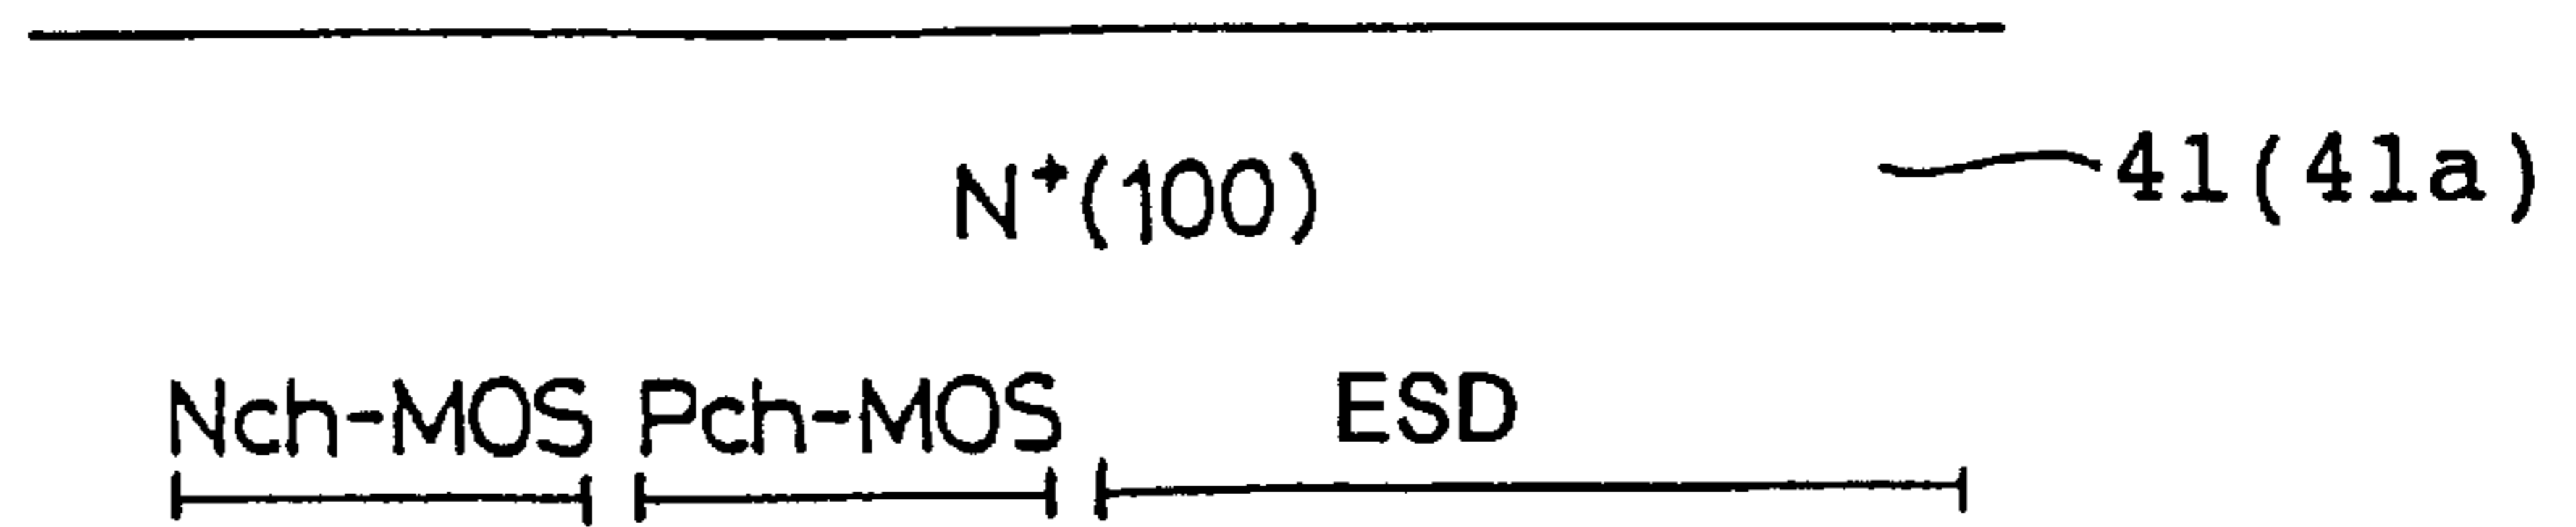 N⁺(100)
41(41a)
Nch-MOS Pch-MOS ESD